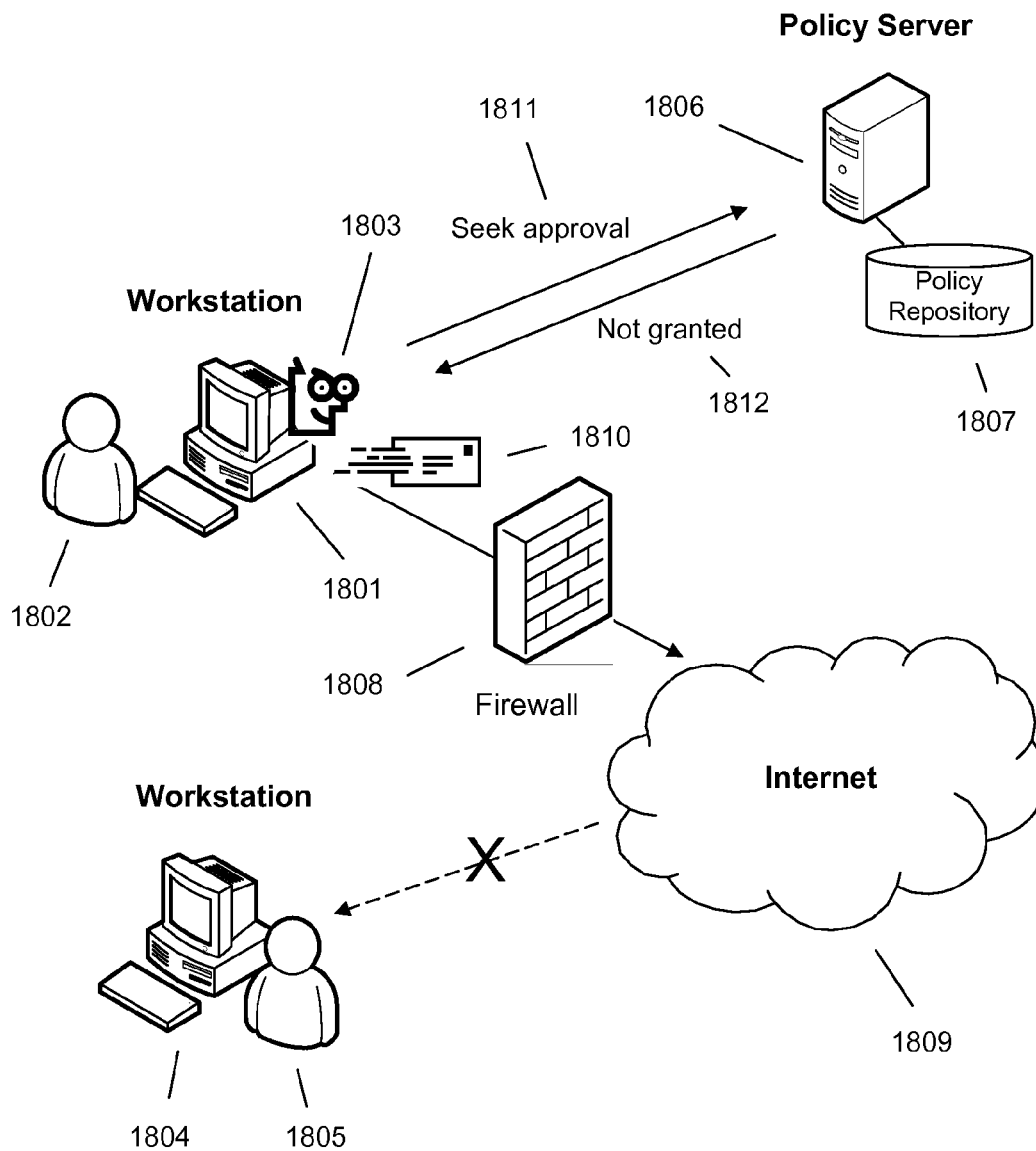 Policy Server
1811
1806
1803
Seek approval
Workstation
Policy
Repository
Not granted
1812
1807
1810
1801
1802
1808
Firewall
Internet
Workstation
X
1809
1804
1805